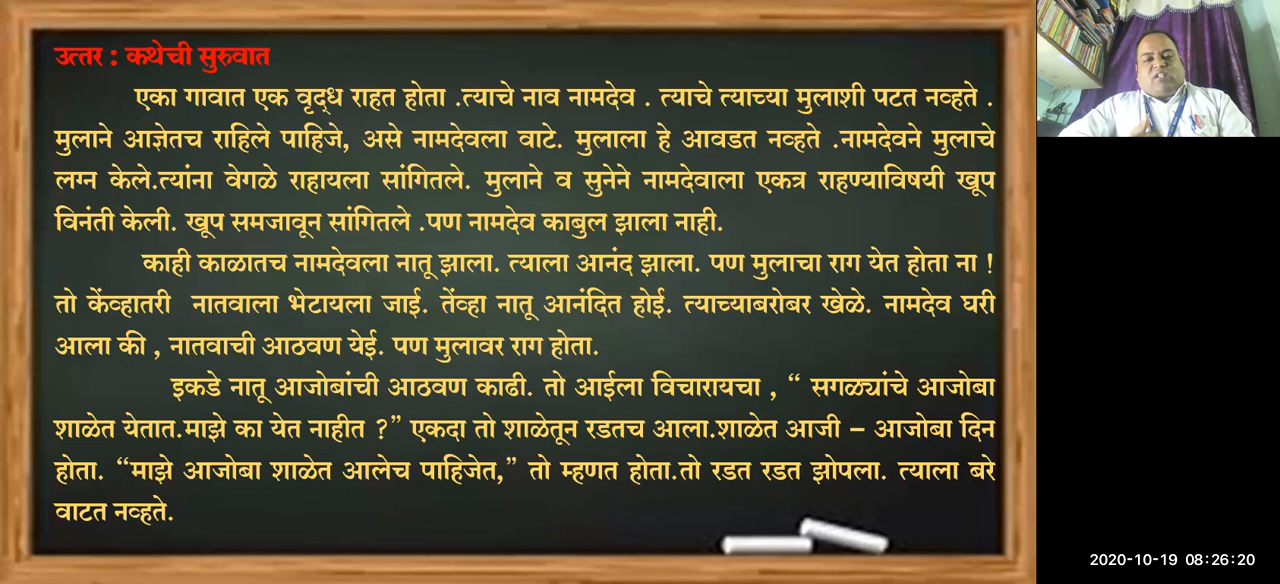 उत्तर : कथेची सुरुवात
एका गावात एक वृद्ध राहत होता .त्याचे नाव नामदेव . त्याचे त्याच्या मुलाशी पटत नव्हते .
मुलाने आज्ञेतच राहिले पाहिजे, असे नामदेवला वाटे. मुलाला हे आवडत नव्हते .नामदेवने मुलाचे
लग्न केले.त्यांना वेगळे राहायला सांगितले. मुलाने व सुनेने नामदेवाला एकत्र राहण्याविषयी खूप
विनंती केली. खूप समजावून सांगितले .पण नामदेव काबुल झाला नाही.
काही काळातच नामदेवला नातू झाला. त्याला आनंद झाला. पण मुलाचा राग येत होता ना !
तो केंव्हातरी नातवाला भेटायला जाई. तेंव्हा नातू आनंदित होई. त्याच्याबरोबर खेळे. नामदेव घरी
आला की , नातवाची आठवण येई. पण मुलावर राग होता.
इकडे नातू आजोबांची आठवण काढी. तो आईला विचारायचा , “ सगळ्यांचे आजोबा
शाळेत येतात.माझे का येत नाहीत ?” एकदा तो शाळेतून रडतच आला.शाळेत आजी – आजोबा दिन
होता. “माझे आजोबा शाळेत आलेच पाहिजेत,” तो म्हणत होता.तो रडत रडत झोपला. त्याला बरे
वाटत नव्हते.
2020-10-19 08:26:20